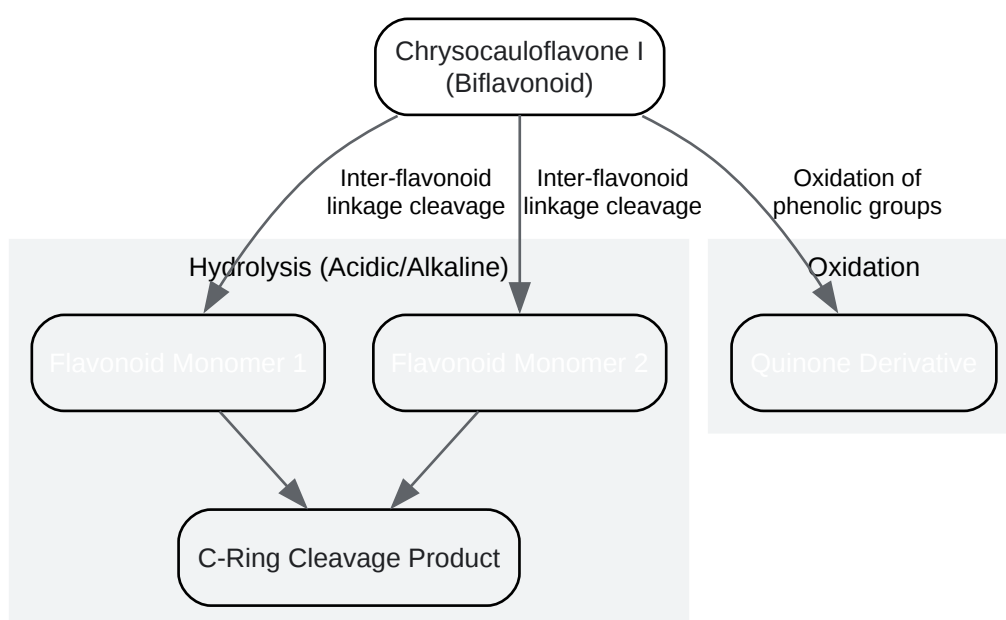 Chrysocauloflavone I
(Biflavonoid)
Inter-flavonoid
linkage cleavage
Inter-flavonoid
linkage cleavage
Oxidation of
phenolic groups
Hydrolysis (Acidic/Alkaline)
Oxidation
Flavonoid Monomer 1
Flavonoid Monomer 2
Quinone Derivative
C-Ring Cleavage Product